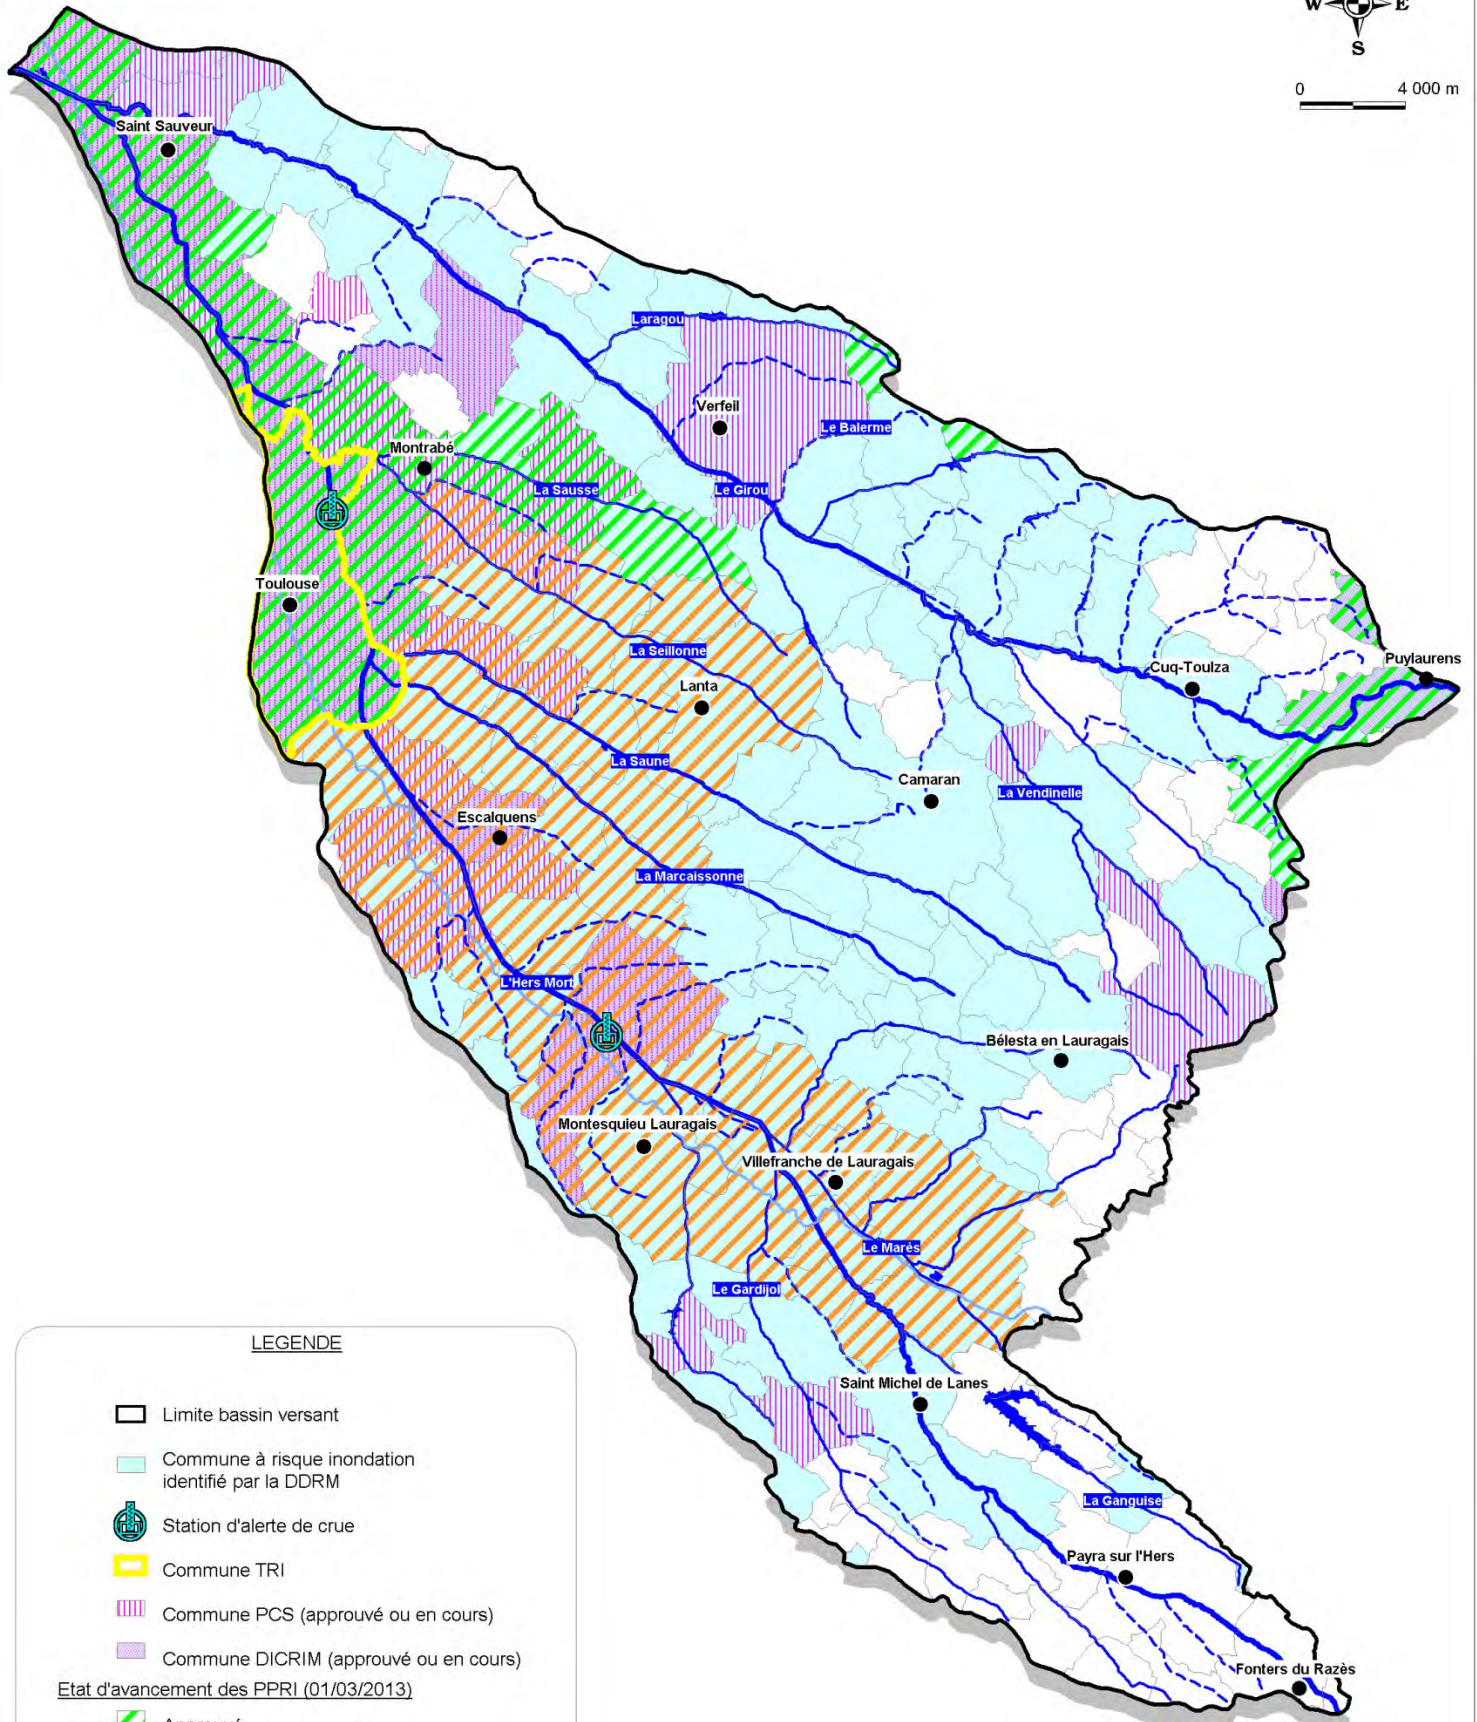 W E
S
0 4 000 m
Saint Sauveur
Laragou
Verfeil
Le Balerme
Montrabé
La Sausse
Le Girou
Toulouse
La Seillonne
Lanta
Cuq-Toulza
Puylaurens
La Saune
Camaran
La Vendinelle
Escalquens
La Marcaissonne
L'Hers Mort
Bélesta en Lauragais
Montesquieu Lauragais
Villefranche de Lauragais
Le Marès
Le Gardijol
Saint Michel de Lanes
La Ganguise
Payra sur l'Hers
Fonters du Razès
LEGENDE
Limite bassin versant
Commune à risque inondation
identifié par la DDRM
Station d'alerte de crue
Commune TRI
Commune PCS (approuvé ou en cours)
Commune DICRIM (approuvé ou en cours)
Etat d'avancement des PPRI (01/03/2013)